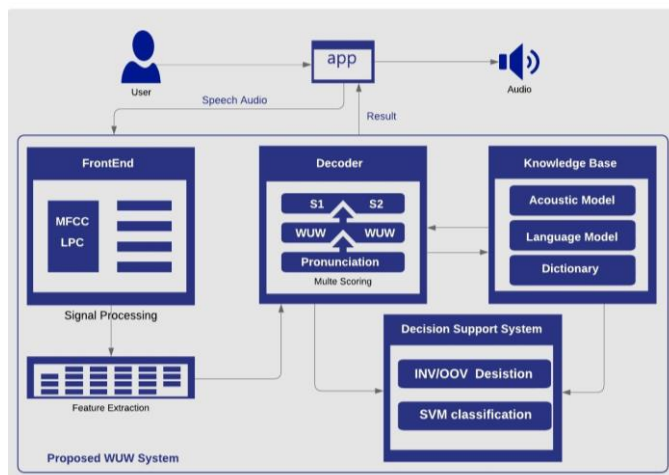 app
User
Audio
Speech Audio
Result
FrontEnd
MFCC
LPC
Signal Processing
Feature Extraction
Decoder
S1 S2
WUW WUW
Pronunciation
Multe Scoring
Knowledge Base
Acoustic Model
Language Model
Dictionary
Decision Support System
INV/OOV Desistion
SVM classification
Proposed WUW System